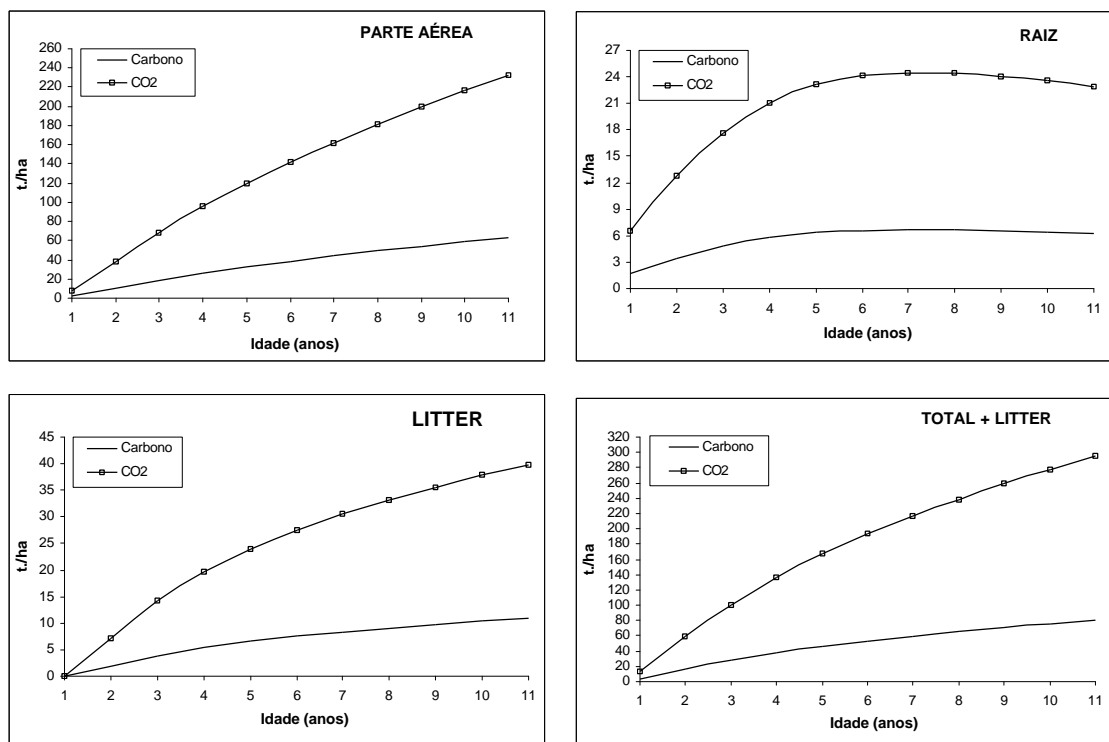 PARTE AÉREA
Carbono
CO2
260
240
220
200
180
160
140
120
100
80
60
40
20
0
t./ha
1 2 3 4 5 6 7 8 9 10 11
Idade (anos)
RAIZ
Carbono
CO2
27
24
21
18
15
12
9
6
3
0
t./ha
1 2 3 4 5 6 7 8 9 10 11
Idade (anos)
LITTER
Carbono
CO2
45
40
35
30
25
20
15
10
5
0
t./ha
1 2 3 4 5 6 7 8 9 10 11
Idade (anos)
TOTAL + LITTER
Carbono
CO2
320
300
280
260
240
220
200
180
160
140
120
100
80
60
40
20
0
t./ha
1 2 3 4 5 6 7 8 9 10 11
Idade (anos)